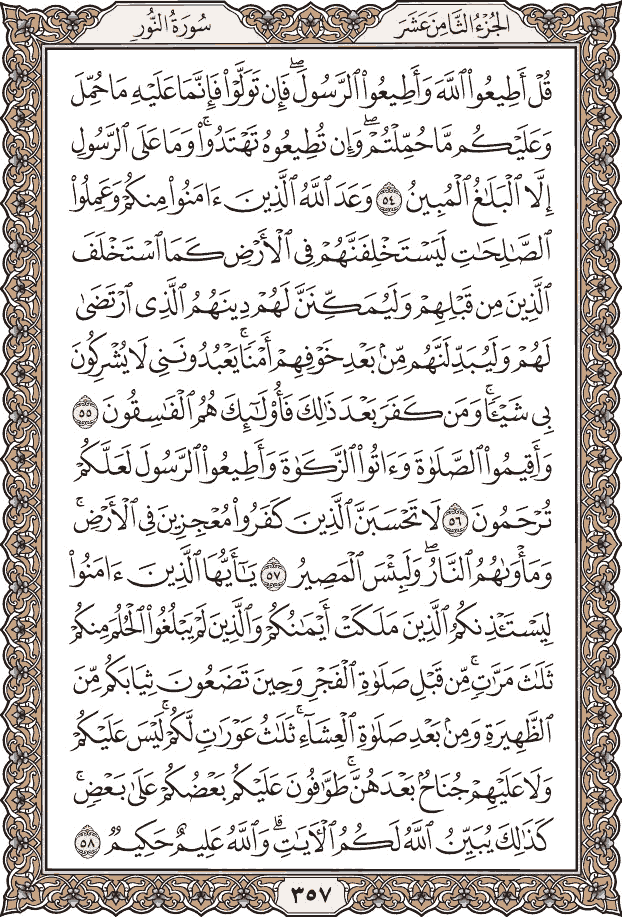 الجُزْءُ الثَّامِنَ عَشَرَ
سُورَةُ النُّورِ
قُلْ أَطِيعُوا۟ ٱللَّهَ وَأَطِيعُوا۟ ٱلرَّسُولَ ۖ فَإِن تَوَلَّوْا۟ فَإِنَّمَا عَلَيْهِ مَا حُمِّلَ
وَعَلَيْكُم مَّا حُمِّلْتُمْ ۖ وَإِن تُطِيعُوهُ تَهْتَدُوا۟ ۚ وَمَا عَلَى ٱلرَّسُولِ
إِلَّا ٱلْبَلَٰغُ ٱلْمُبِينُ ٥٤ وَعَدَ ٱللَّهُ ٱلَّذِينَ ءَامَنُوا۟ مِنكُمْ وَعَمِلُوا۟
ٱلصَّٰلِحَٰتِ لَيَسْتَخْلِفَنَّهُمْ فِى ٱلْأَرْضِ كَمَا ٱسْتَخْلَفَ
ٱلَّذِينَ مِن قَبْلِهِمْ وَلَيُمَكِّنَنَّ لَهُمْ دِينَهُمُ ٱلَّذِى ٱرْتَضَىٰ
لَهُمْ وَلَيُبَدِّلَنَّهُم مِّنۢ بَعْدِ خَوْفِهِمْ أَمْنًا ۚ يَعْبُدُونَنِى لَا يُشْرِكُونَ
بِى شَيْـًٔا ۚ وَمَن كَفَرَ بَعْدَ ذَٰلِكَ فَأُو۟لَٰٓئِكَ هُمُ ٱلْفَٰسِقُونَ ٥٥
وَأَقِيمُوا۟ ٱلصَّلَوٰةَ وَءَاتُوا۟ ٱلزَّكَوٰةَ وَأَطِيعُوا۟ ٱلرَّسُولَ لَعَلَّكُمْ
تُرْحَمُونَ ٥٦ لَا تَحْسَبَنَّ ٱلَّذِينَ كَفَرُوا۟ مُعْجِزِينَ فِى ٱلْأَرْضِ ۚ
وَمَأْوَىٰهُمُ ٱلنَّارُ ۖ وَلَبِئْسَ ٱلْمَصِيرُ ٥٧ يَٰٓأَيُّهَا ٱلَّذِينَ ءَامَنُوا۟
لِيَسْتَـْٔذِنكُمُ ٱلَّذِينَ مَلَكَتْ أَيْمَٰنُكُمْ وَٱلَّذِينَ لَمْ يَبْلُغُوا۟ ٱلْحُلُمَ مِنكُمْ
ثَلَٰثَ مَرَّٰتٍ ۚ مِّن قَبْلِ صَلَوٰةِ ٱلْفَجْرِ وَحِينَ تَضَعُونَ ثِيَابَكُم مِّنَ
ٱلظَّهِيرَةِ وَمِنۢ بَعْدِ صَلَوٰةِ ٱلْعِشَآءِ ۚ ثَلَٰثُ عَوْرَٰتٍ لَّكُمْ ۚ لَيْسَ عَلَيْكُمْ
وَلَا عَلَيْهِمْ جُنَاحٌۢ بَعْدَهُنَّ ۚ طَوَّٰفُونَ عَلَيْكُم بَعْضُكُمْ عَلَىٰ بَعْضٍ ۚ
كَذَٰلِكَ يُبَيِّنُ ٱللَّهُ لَكُمُ ٱلْءَايَٰتِ ۗ وَٱللَّهُ عَلِيمٌ حَكِيمٌ ٥٨
٣٥٧